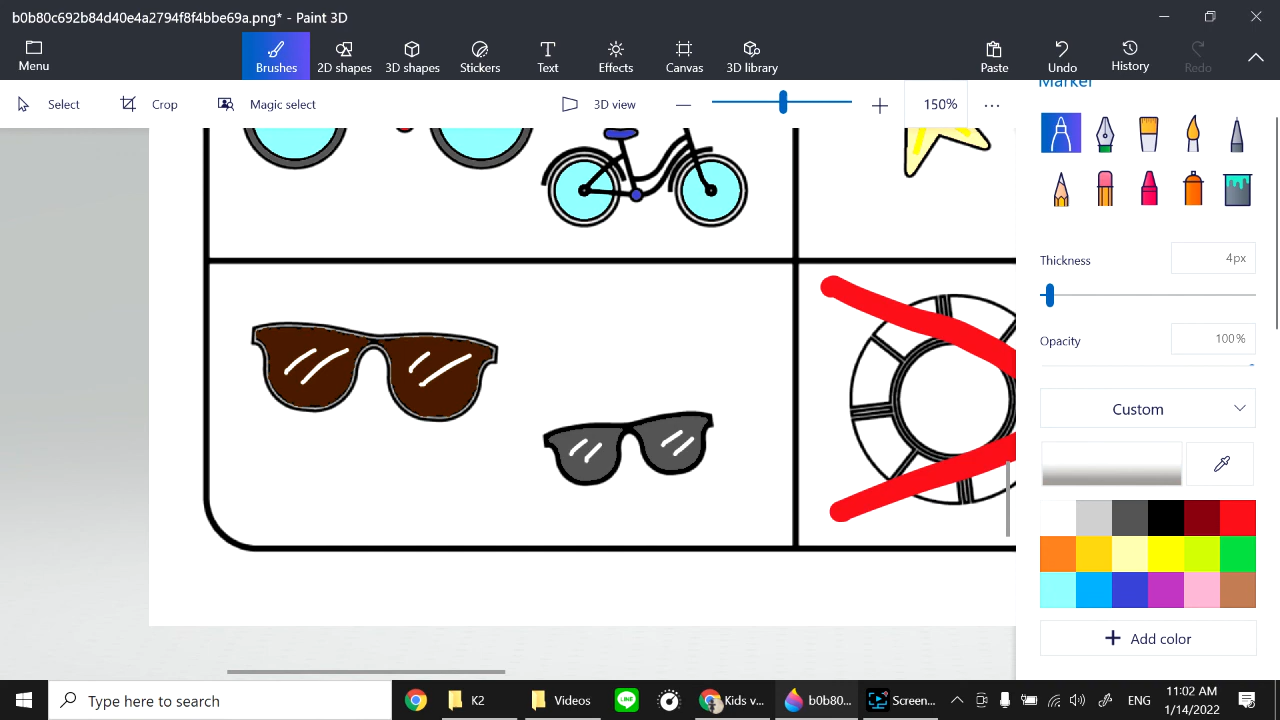 b0b80c692b84d40e4a2794f8f4bbe69a.png* - Paint 3D
Menu
Brushes
2D shapes
3D shapes
Stickers
Text
Effects
Canvas
3D library
Paste
Undo
History
Redo
Select
Crop
Magic select
3D view
150%
Marker
Thickness
4px
Opacity
100%
Custom
Add color
Type here to search
K2
Videos
LINE
Kids v...
b0b80...
Screen...
ENG
11:02 AM
1/14/2022